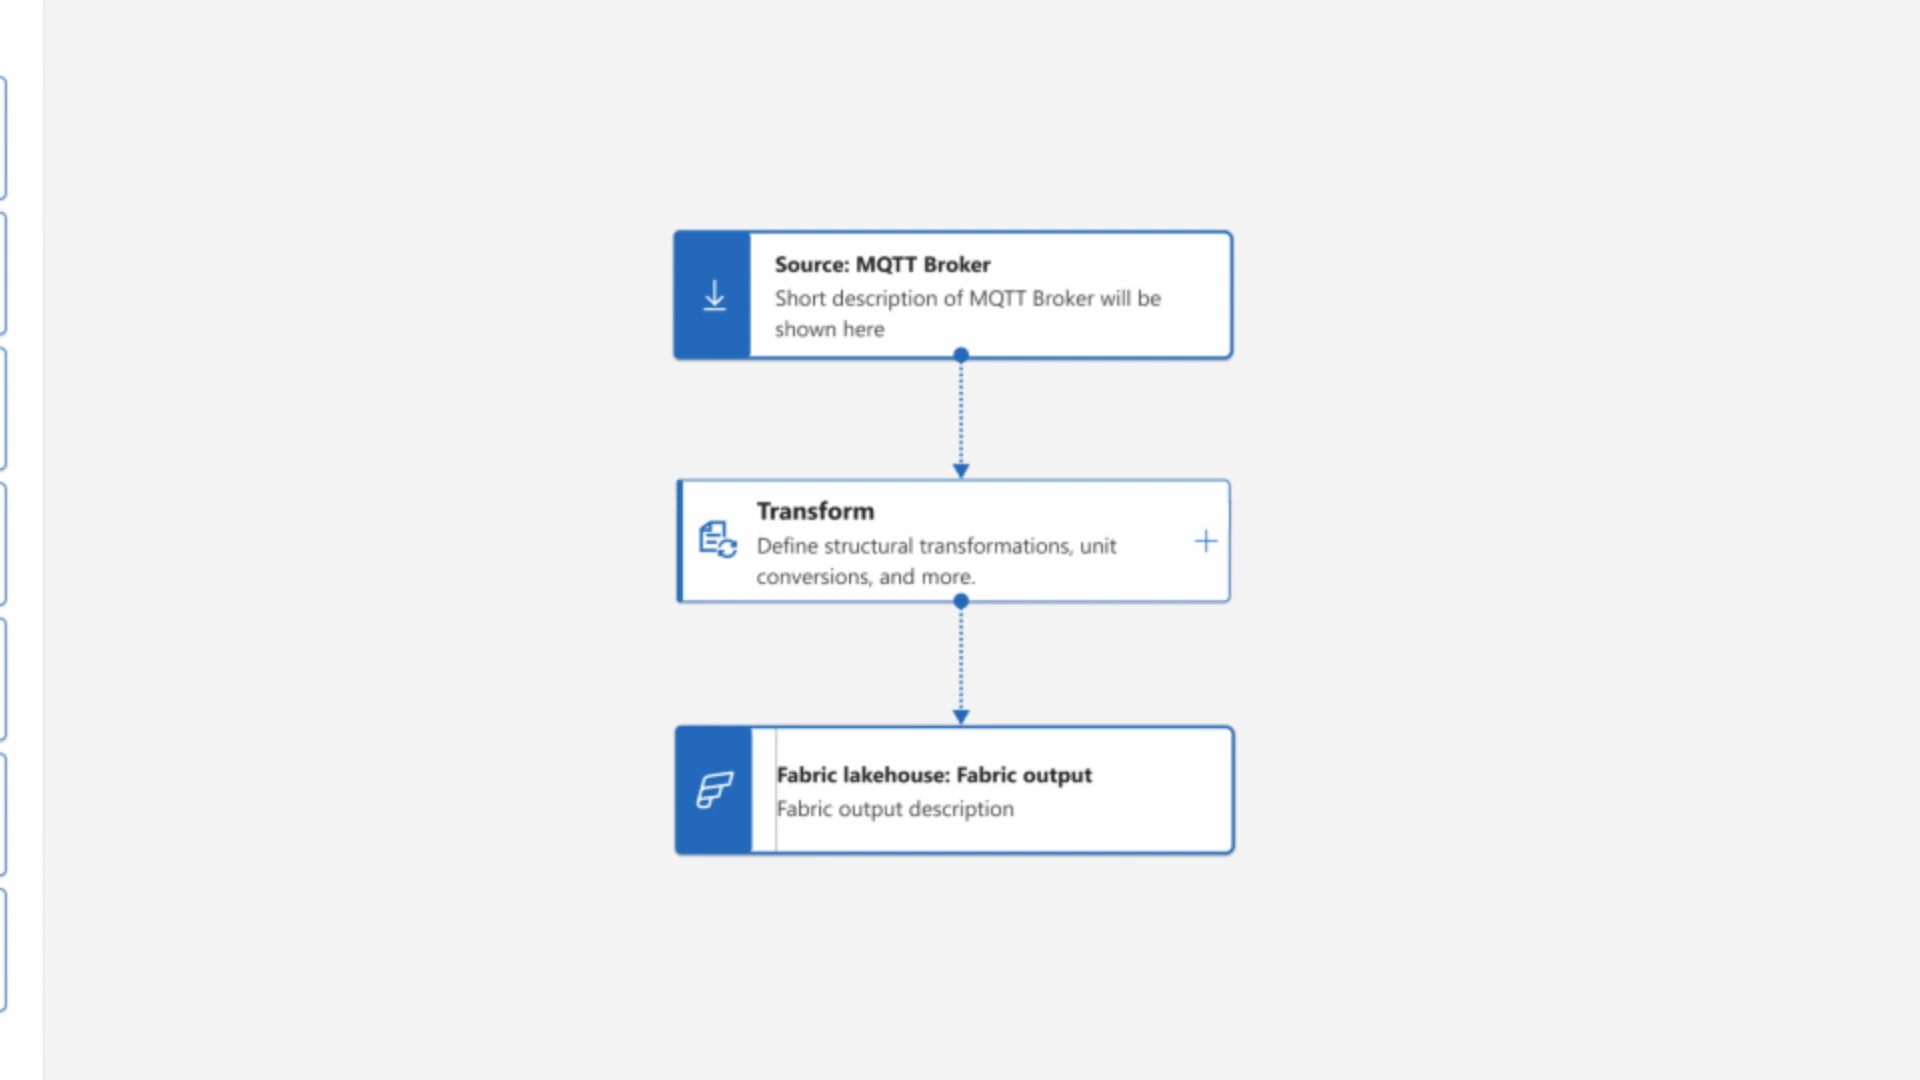 Source: MQTT Broker
Short description of MQTT Broker will be
shown here
Transform
Define structural transformations, unit
conversions, and more.
Fabric lakehouse: Fabric output
Fabric output description